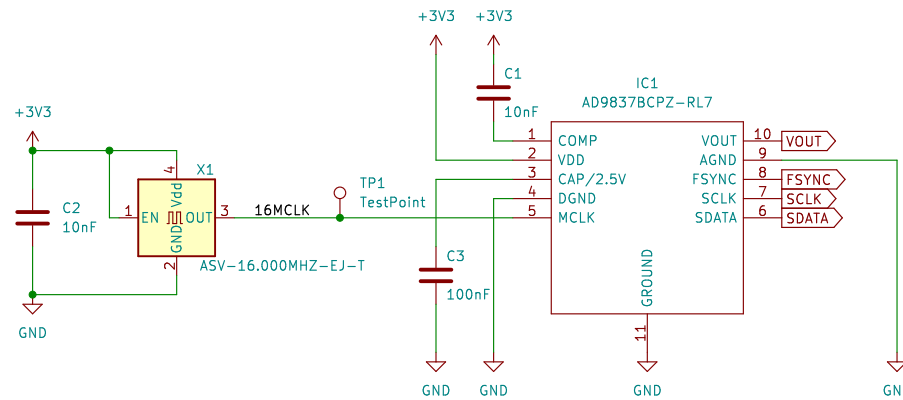 +3V3 +3V3
C1
10nF
IC1
AD9837BCPZ-RL7
+3V3
X1
4
Vdd
1 EN OUT 3
GND
2
ASV-16.000MHZ-EJ-T
C2
10nF
16MCLK
TP1
TestPoint
C3
100nF
1 COMP VOUT 10 VOUT
2 VDD AGND 9
3 CAP/2.5V FSYNC 8 FSYNC
4 DGND SCLK 7 SCLK
5 MCLK SDATA 6 SDATA
GROUND
11
GND
GND GND GND GN